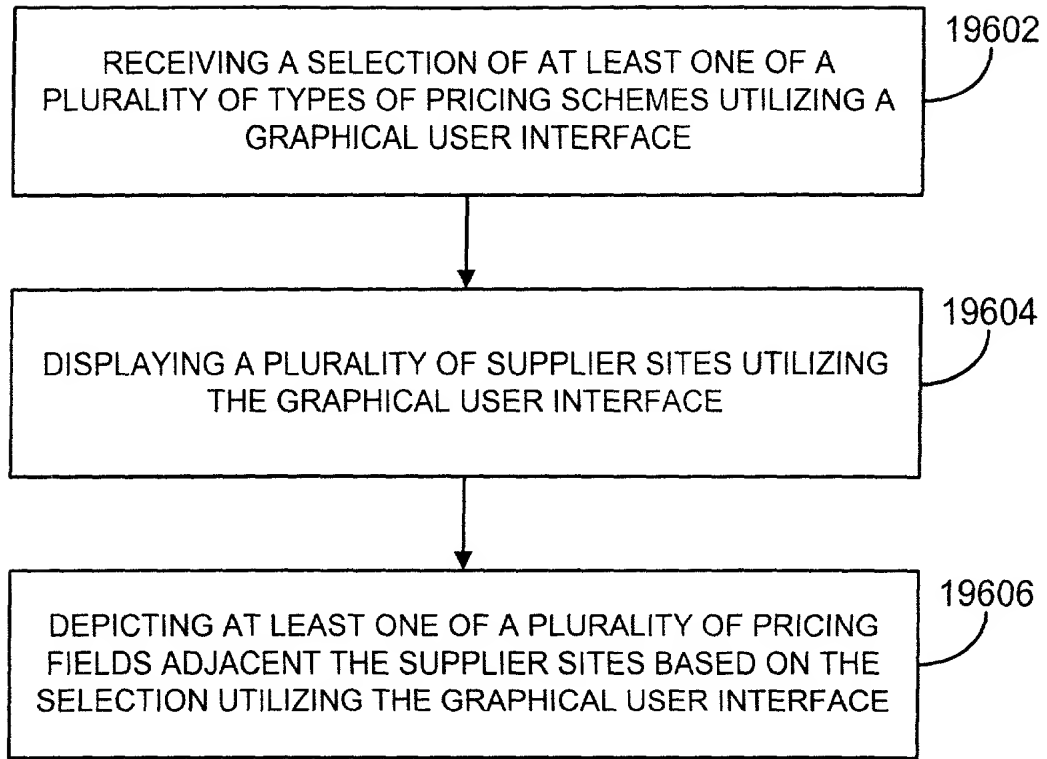 19602
RECEIVING A SELECTION OF AT LEAST ONE OF A
PLURALITY OF TYPES OF PRICING SCHEMES UTILIZING A
GRAPHICAL USER INTERFACE
19604
DISPLAYING A PLURALITY OF SUPPLIER SITES UTILIZING
THE GRAPHICAL USER INTERFACE
19606
DEPICTING AT LEAST ONE OF A PLURALITY OF PRICING
FIELDS ADJACENT THE SUPPLIER SITES BASED ON THE
SELECTION UTILIZING THE GRAPHICAL USER INTERFACE